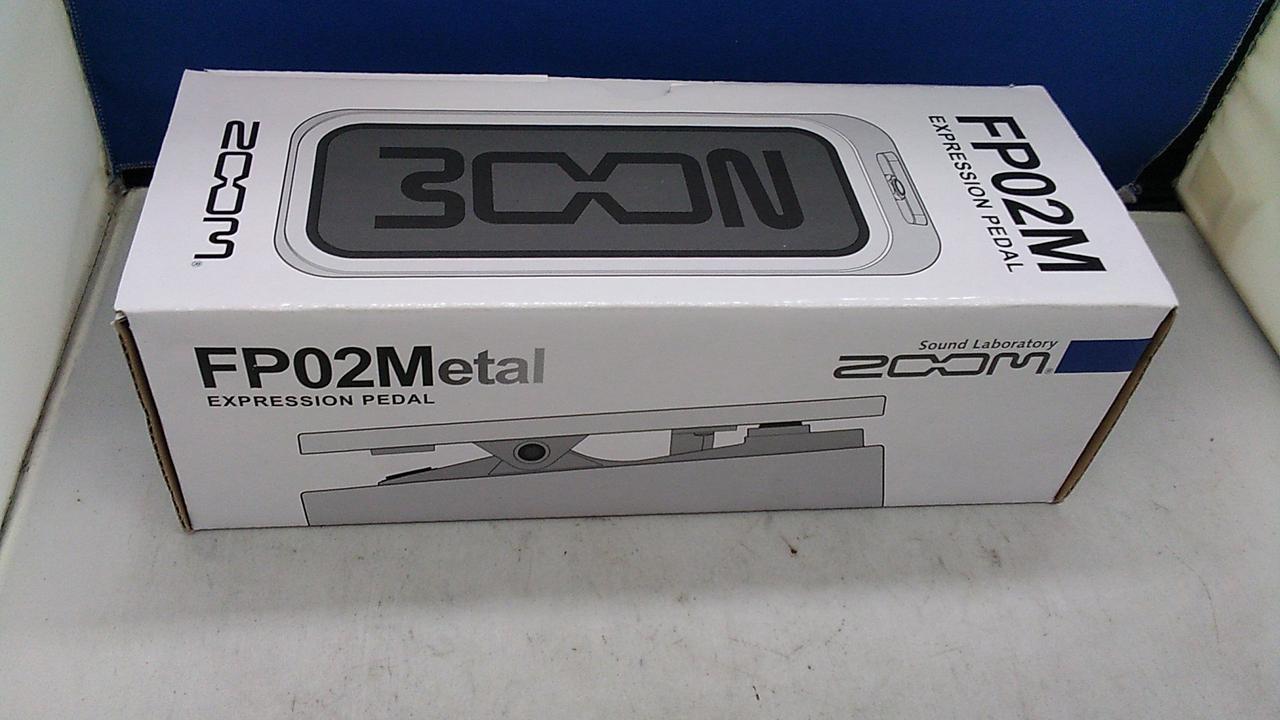 ZOOM®
ZOOM
FP02M
EXPRESSION PEDAL
FP02Metal
EXPRESSION PEDAL
Sound Laboratory
ZOOM®